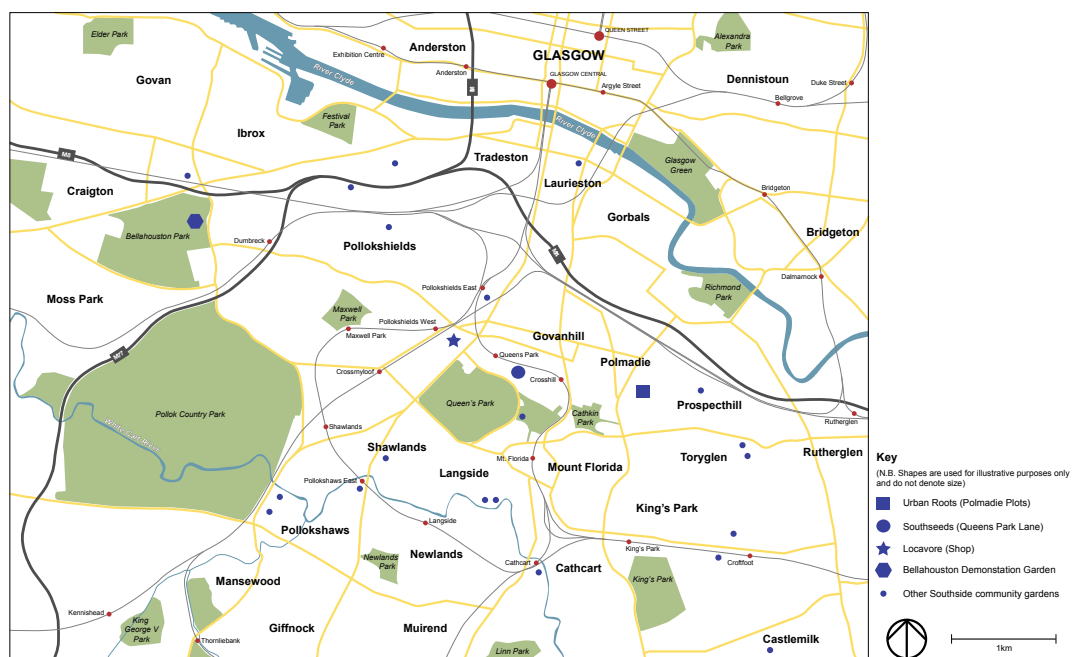 Elder Park
Govan
Exhibition Centre
Anderston
Anderston
QUEEN STREET
GLASGOW
GLASGOW CENTRAL
Argyle Street
Alexandra
Park
Dennistoun
Duke Street
Bellgrove
River Clyde
River Clyde
Festival
Park
Ibrox
M8
Tradeston
Laurieston
Glasgow
Green
Craigton
Gorbals
Bridgeton
Bridgeton
Bellahouston Park
Dumbreck
Pollokshields
Dalmarnock
Moss Park
Pollokshields East
Richmond
Park
Maxwell
Park
Pollokshields West
Maxwell Park
Govanhill
M77
Queens Park
Polmadie
Crossmyloof
Crosshill
Queen's Park
Cathkin
Park
Prospecthill
Pollok Country Park
White Cart River
Shawlands
Shawlands
Rutherglen
Rutherglen
Langside
Mt. Florida
Mount Florida
Toryglen
Pollokshaws East
Pollokshaws
Langside
King's Park
Newlands
Park
Newlands
Cathcart
Cathcart
King's Park
Croftfoot
King's Park
Mansewood
Kennishead
King
George V
Park
Thornliebank
Giffnock
Muirend
Linn Park
Castlemilk
Key
(N.B. Shapes are used for illustrative purposes only
and do not denote size)
Urban Roots (Polmadie Plots)
Southseeds (Queens Park Lane)
Locavore (Shop)
Bellahouston Demonstation Garden
Other Southside community gardens
1km